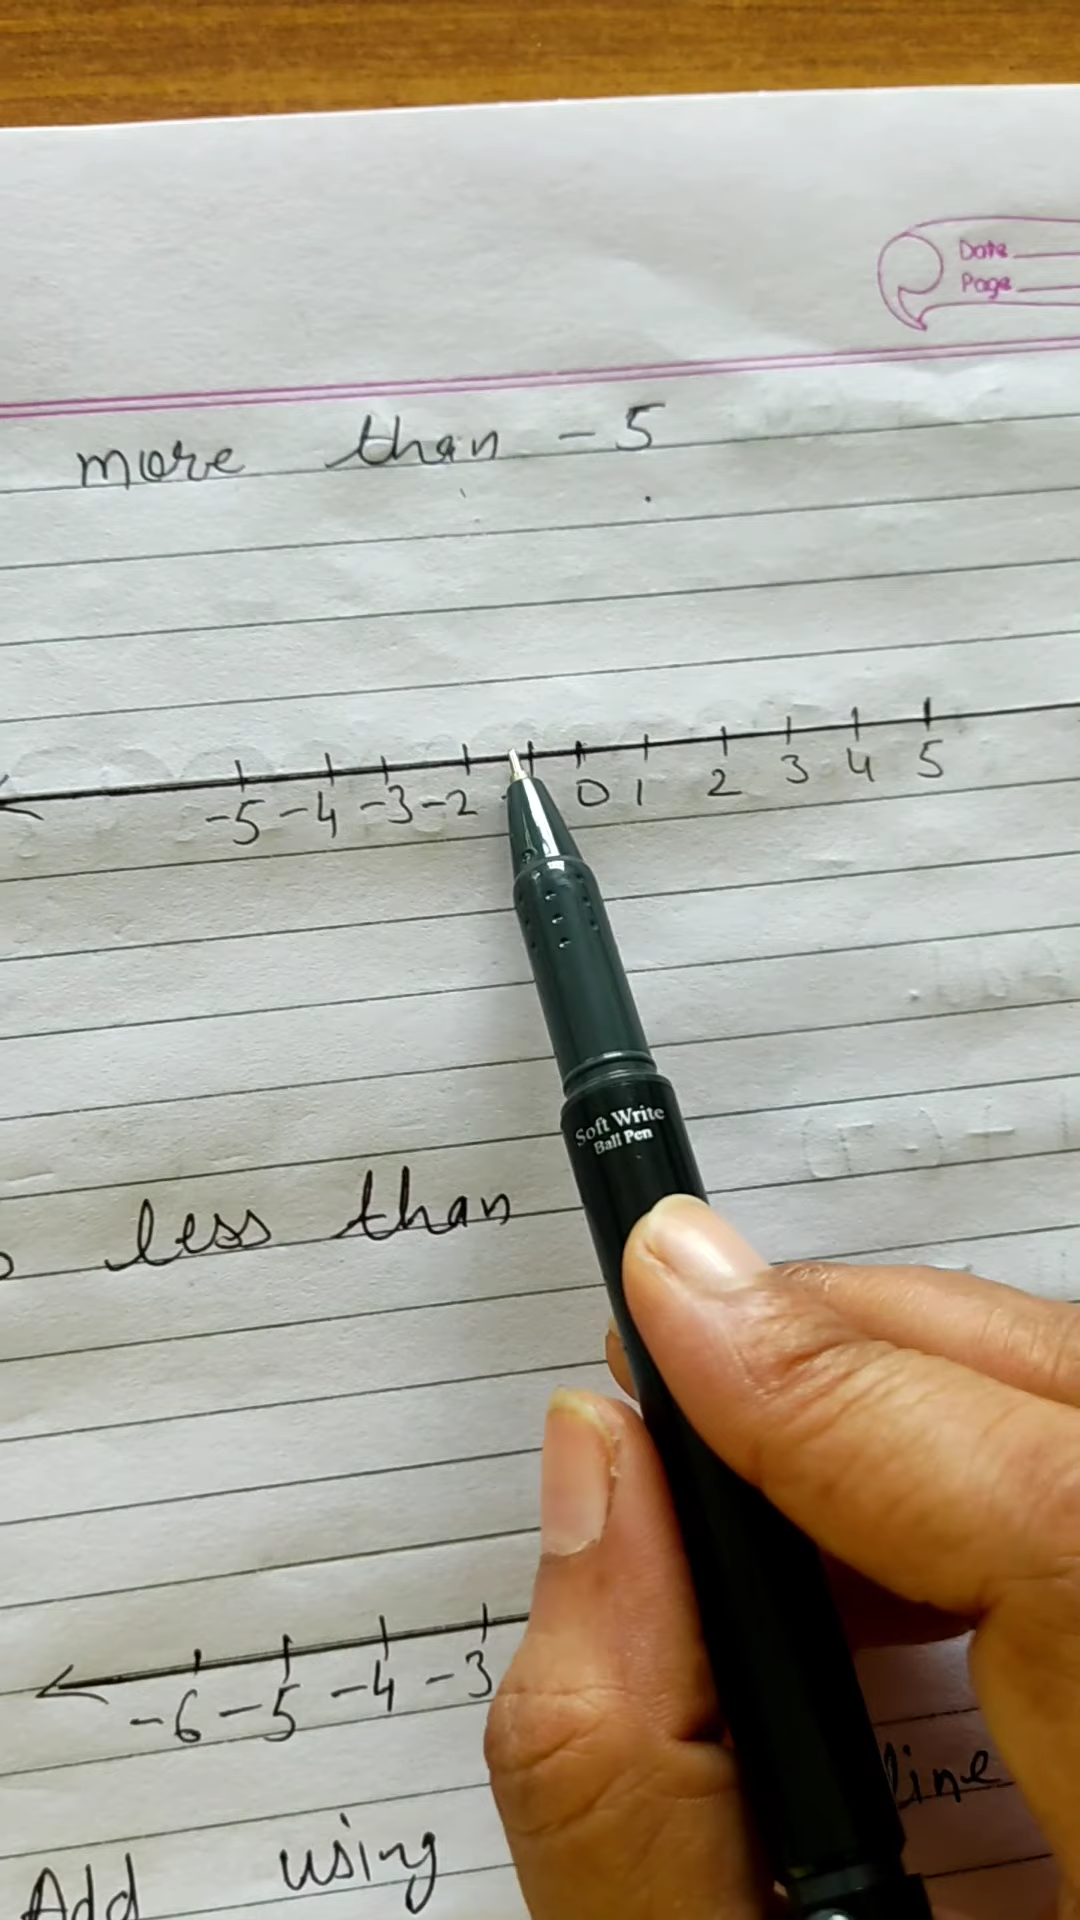 Date
Page
more than -5
-5 -4 -3 -2 0 1 2 3 4 5
Soft Write
Ball Pen
less than
-6 -5 -4 -3
line
Add using